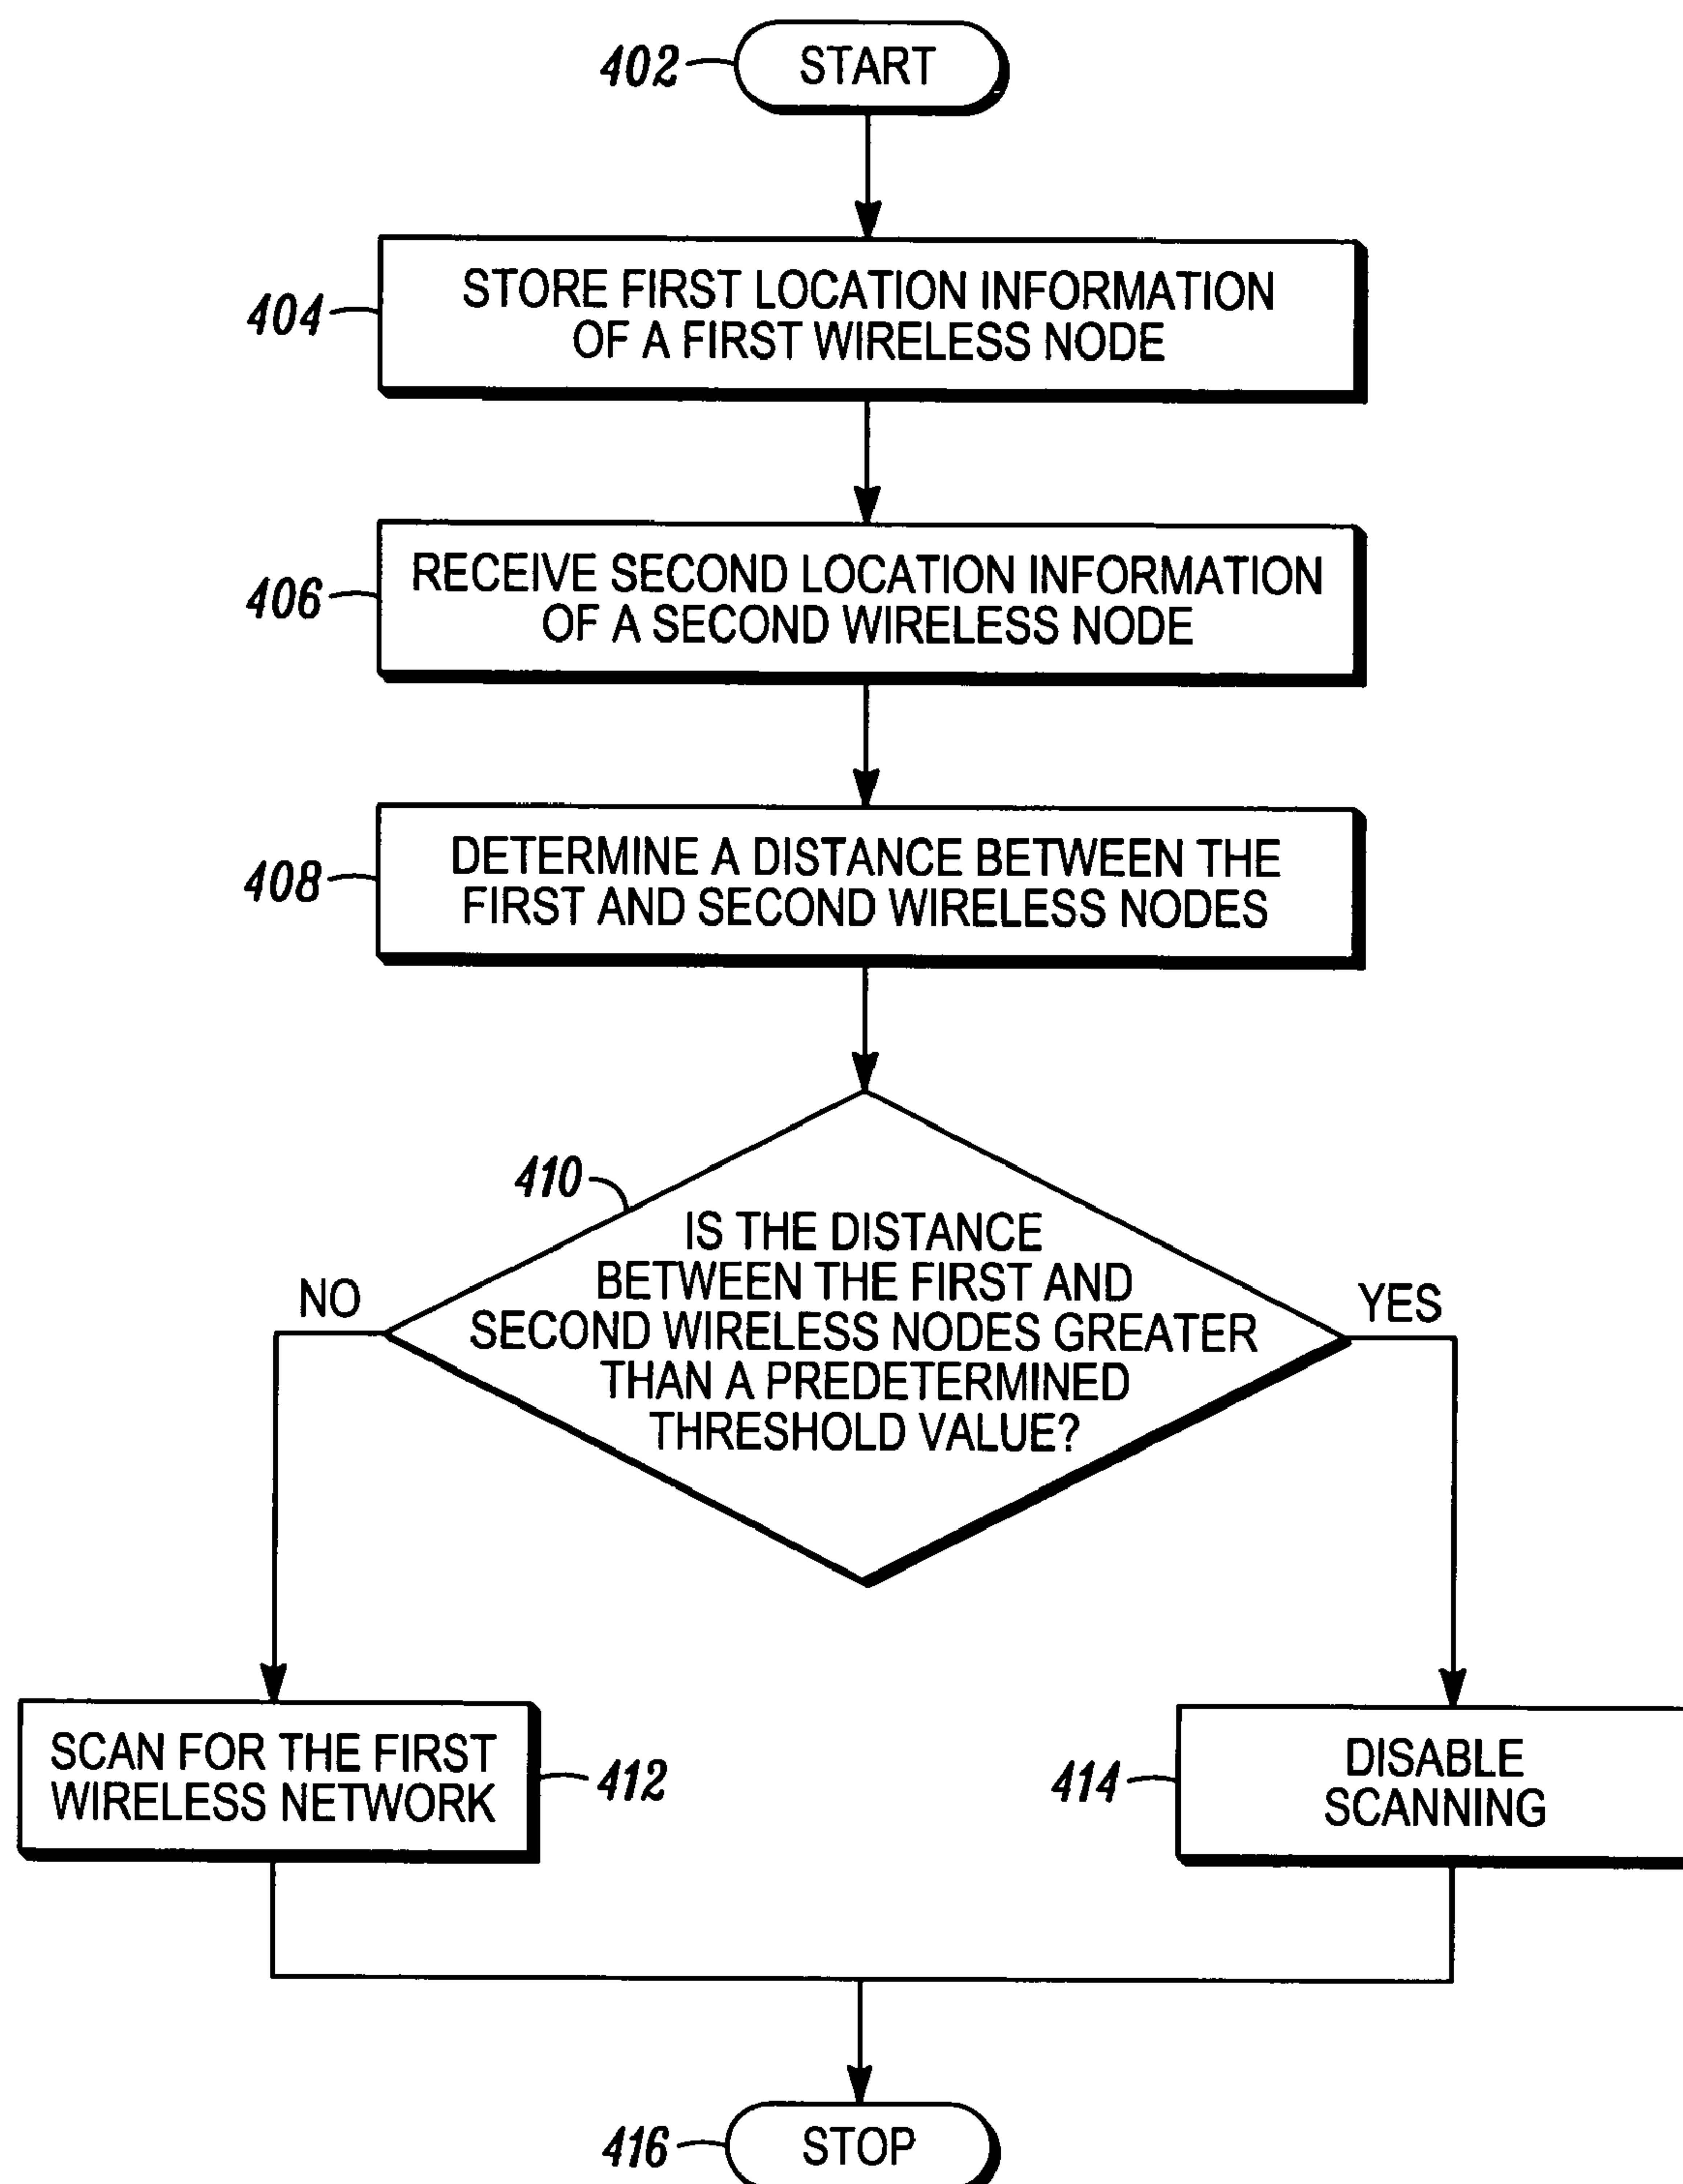 402
START
404
STORE FIRST LOCATION INFORMATION
OF A FIRST WIRELESS NODE
406
RECEIVE SECOND LOCATION INFORMATION
OF A SECOND WIRELESS NODE
408
DETERMINE A DISTANCE BETWEEN THE
FIRST AND SECOND WIRELESS NODES
410
IS THE DISTANCE
BETWEEN THE FIRST AND
SECOND WIRELESS NODES GREATER
THAN A PREDETERMINED
THRESHOLD VALUE?
NO
YES
SCAN FOR THE FIRST
WIRELESS NETWORK
412
414
DISABLE
SCANNING
416
STOP